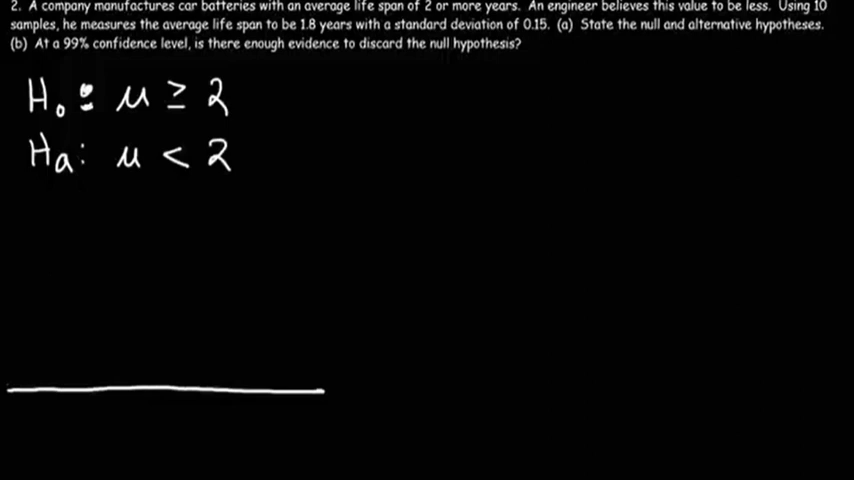 2. A company manufactures car batteries with an average life span of 2 or more years. An engineer believes this value to be less. Using 10
samples, he measures the average life span to be 1.8 years with a standard deviation of 0.15. (a) State the null and alternative hypotheses.
(b) At a 99% confidence level, is there enough evidence to discard the null hypothesis?
H₀: μ ≥ 2
Hₐ: μ < 2